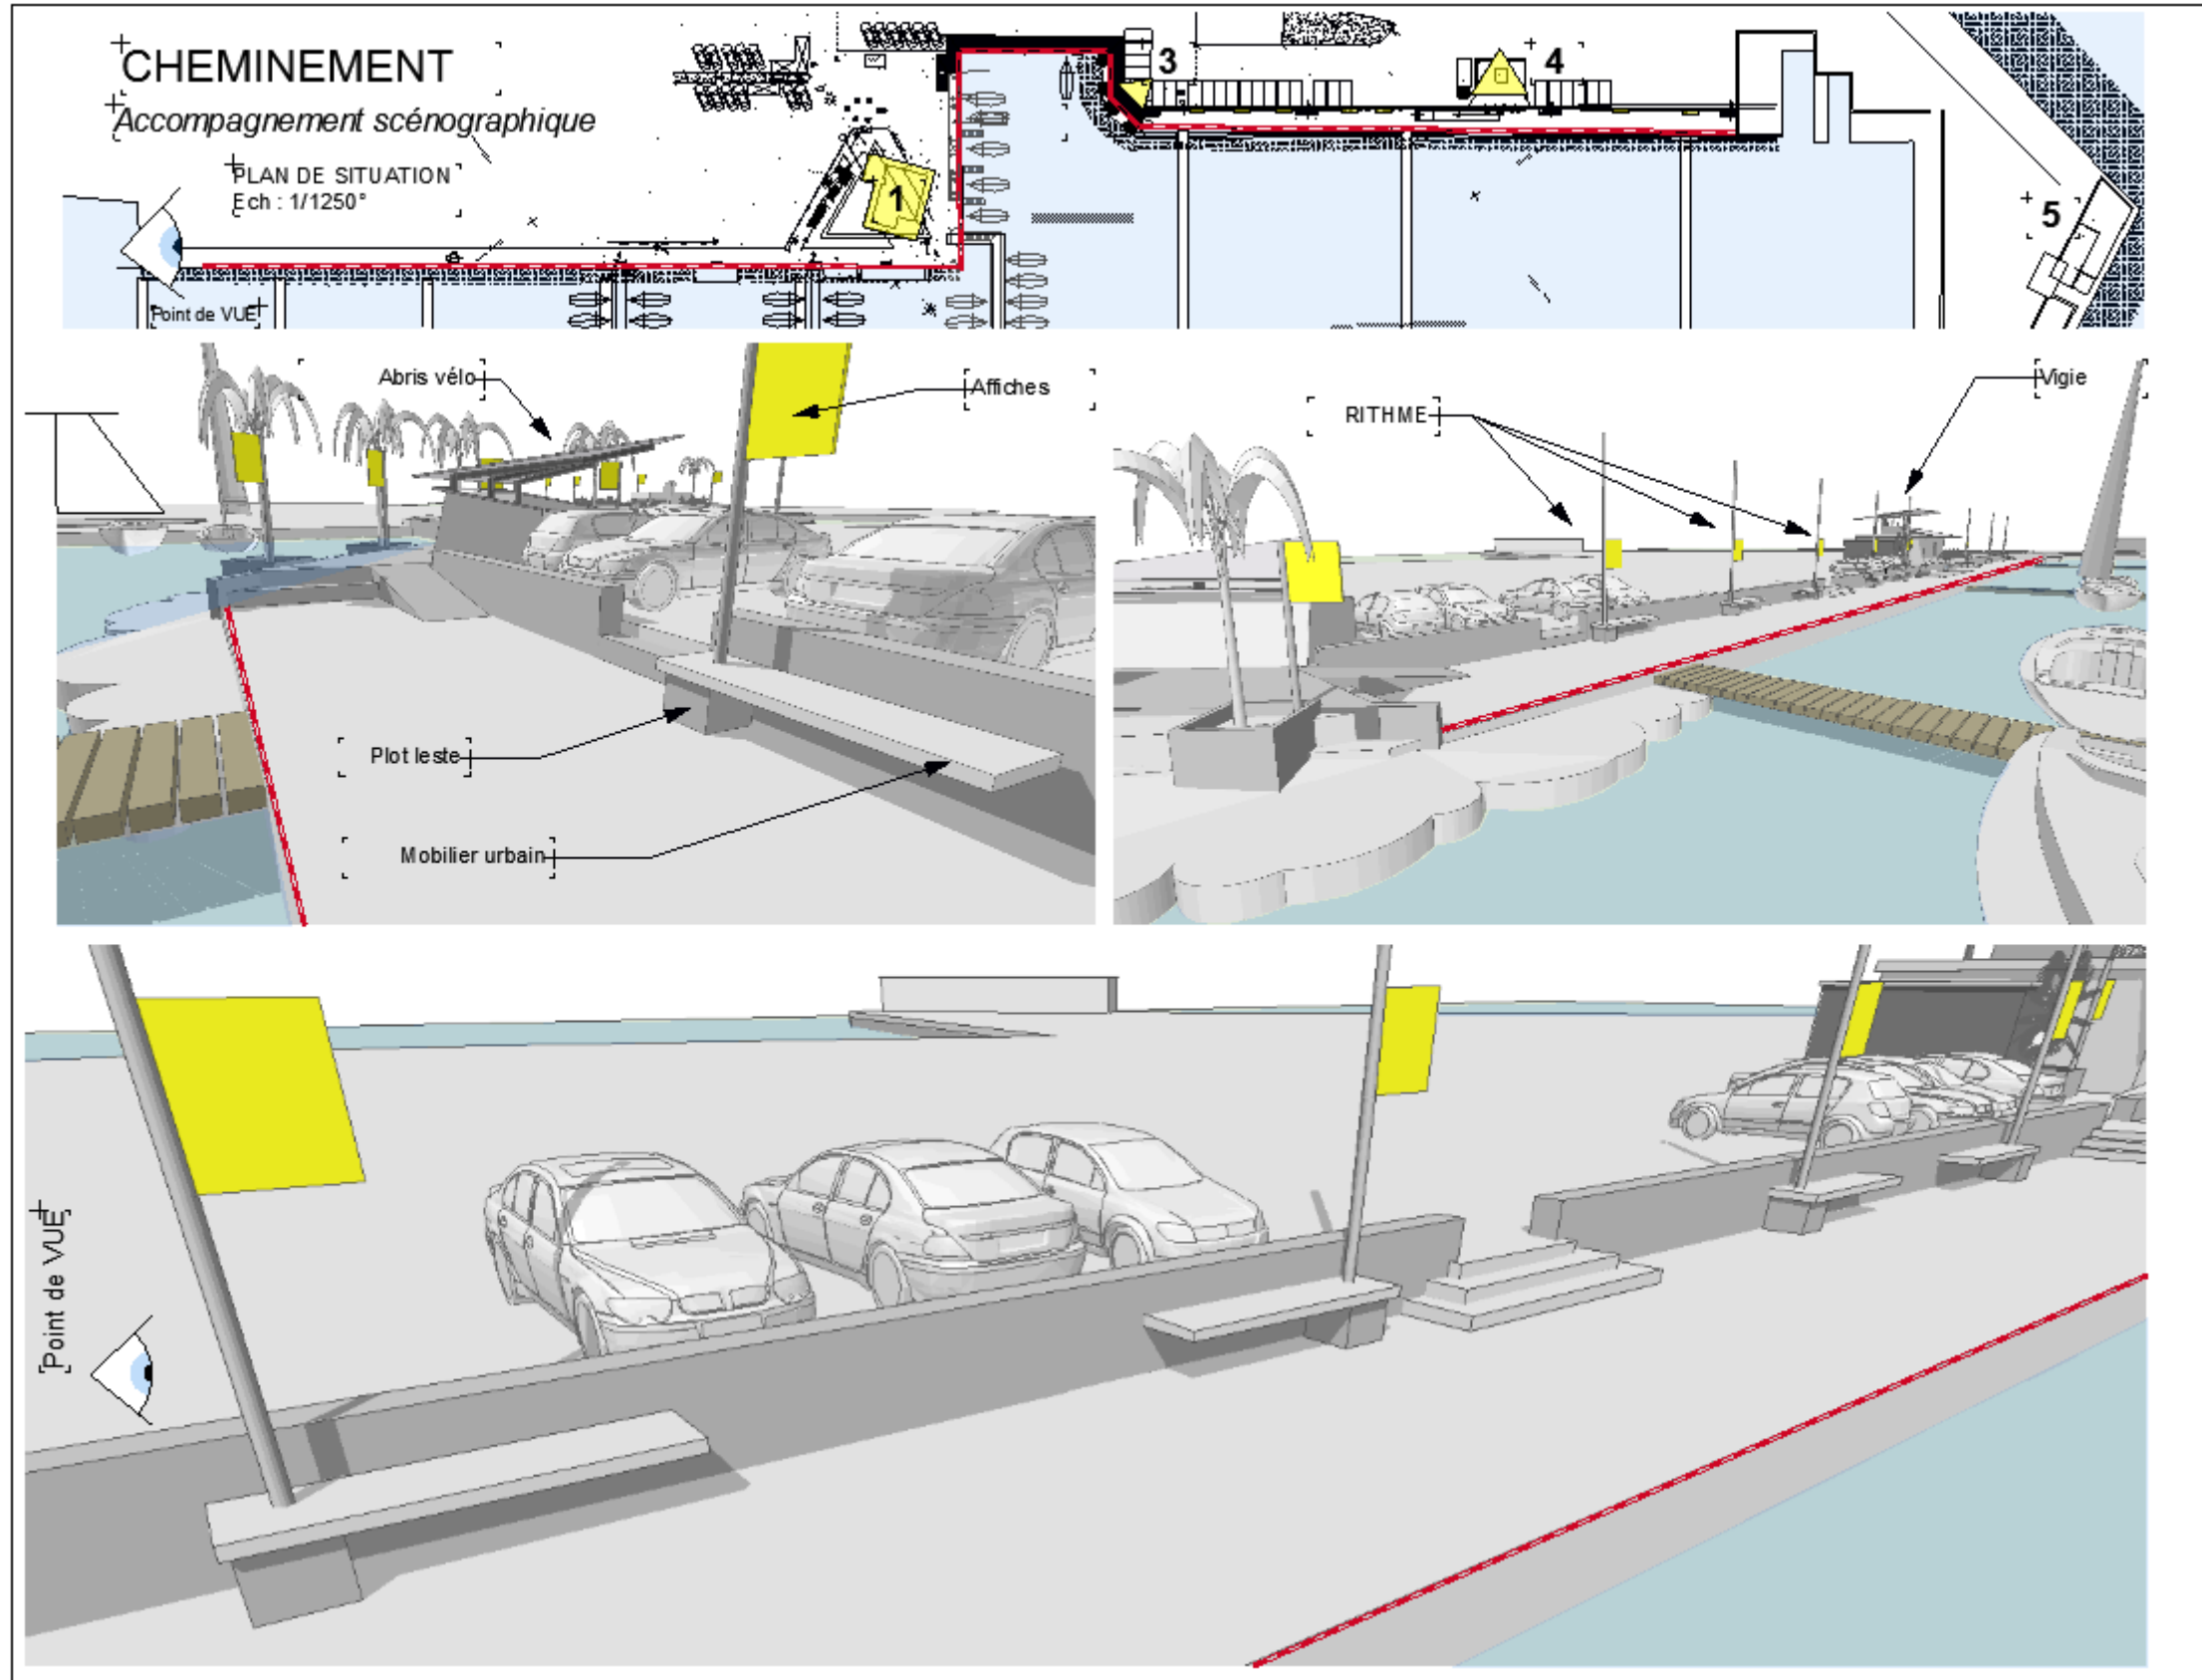 CHEMINEMENT
Accompagnement scénographique
PLAN DE SITUATION
Ech : 1/1250°
Point de VUE
1
3
4
5
Abris vélo
Affiches
Plot leste
Mobilier urbain
RITHME
Vigie
Point de VUE